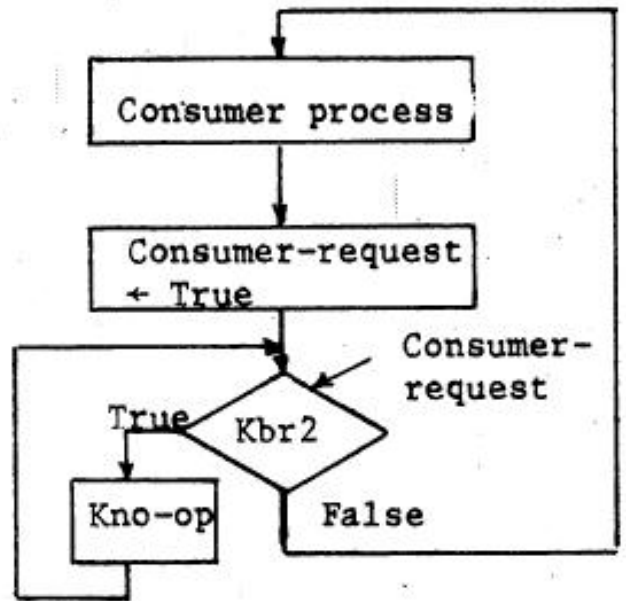 Consumer process
Consumer-request
← True
Consumer-
request
True
Kbr2
Kno-op
False